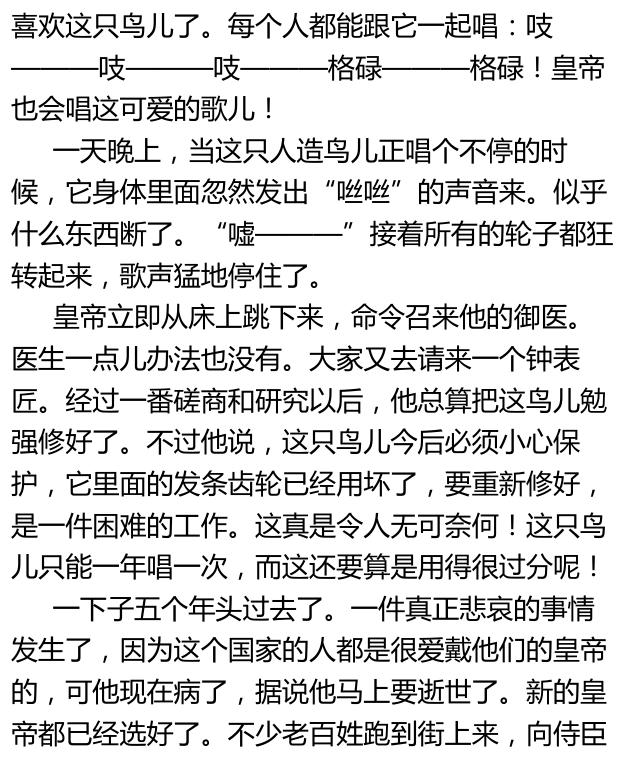 喜欢这只鸟儿了。每个人都能跟它一起唱：吱
———吱———吱———格碌———格碌！皇帝
也会唱这可爱的歌儿！
一天晚上，当这只人造鸟儿正唱个不停的时
候，它身体里面忽然发出“咝咝”的声音来。似乎
什么东西断了。“嘘———”接着所有的轮子都狂
转起来，歌声猛地停住了。
皇帝立即从床上跳下来，命令召来他的御医。
医生一点儿办法也没有。大家又去请来一个钟表
匠。经过一番磋商和研究以后，他总算把这鸟儿勉
强修好了。不过他说，这只鸟儿今后必须小心保
护，它里面的发条齿轮已经用坏了，要重新修好，
是一件困难的工作。这真是令人无可奈何！这只鸟
儿只能一年唱一次，而这还要算是用得很过分呢！
一下子五个年头过去了。一件真正悲哀的事情
发生了，因为这个国家的人都是很爱戴他们的皇帝
的，可他现在病了，据说他马上要逝世了。新的皇
帝都已经选好了。不少老百姓跑到街上来，向侍臣